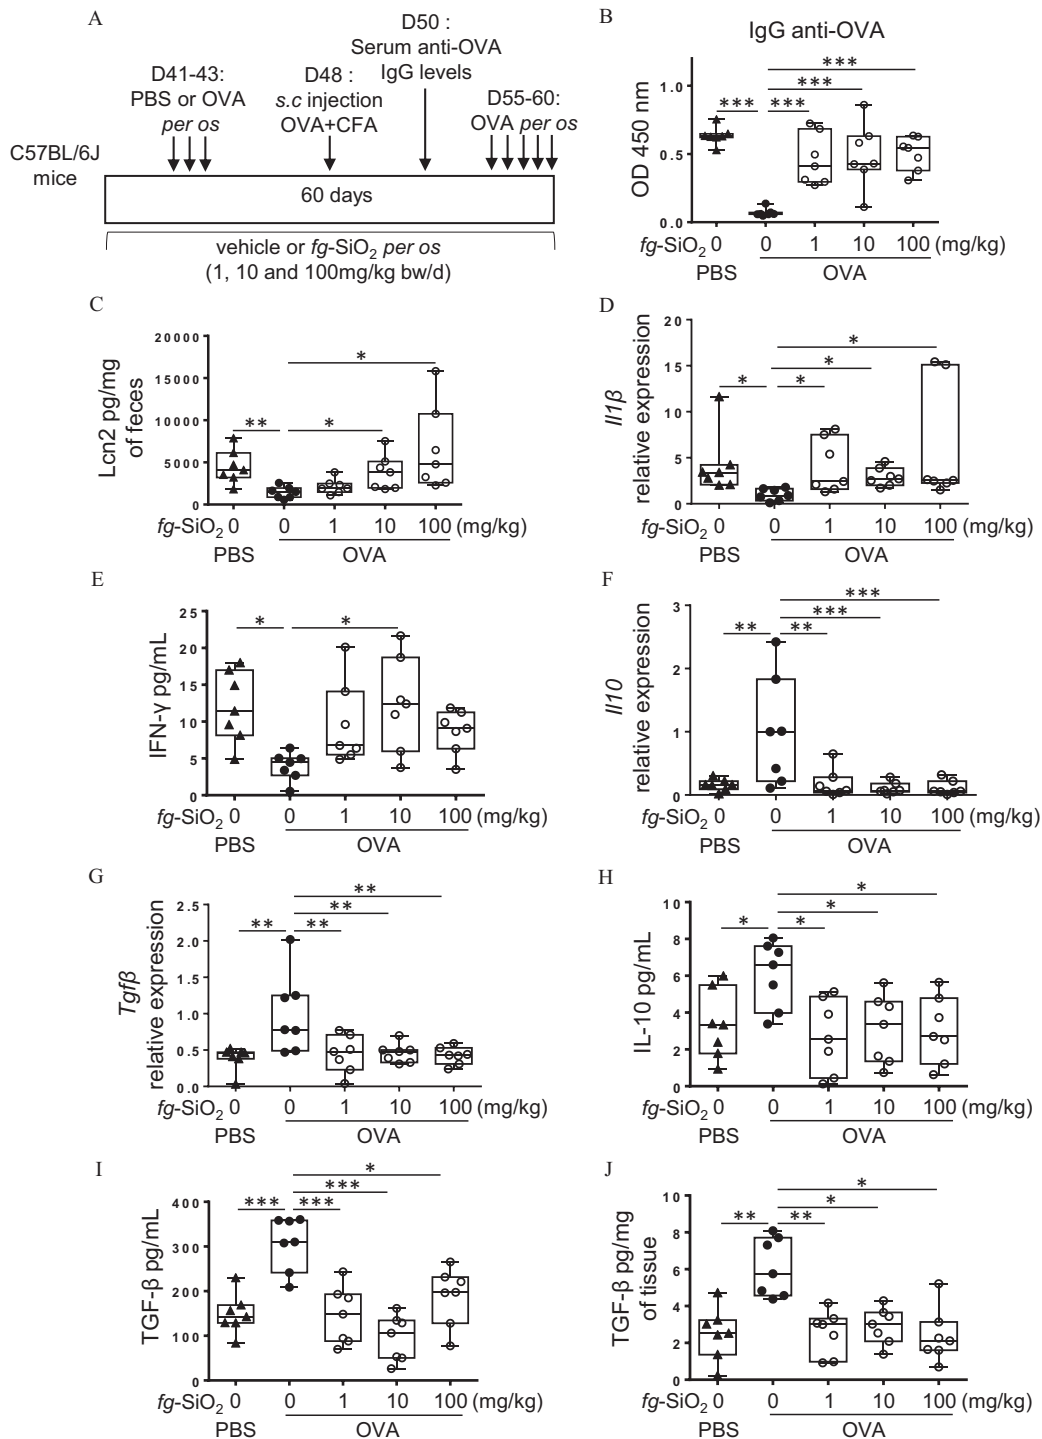 A
D41-43:
PBS or OVA
per os
D48 :
s.c injection
OVA+CFA
D50 :
Serum anti-OVA
IgG levels
D55-60:
OVA per os
C57BL/6J
mice
60 days
vehicle or fg-SiO₂ per os
(1, 10 and 100mg/kg bw/d)
B
IgG anti-OVA
OD 450 nm
1.0
0.5
0.0
*** *** *** ***
fg-SiO₂ 0 0 1 10 100 (mg/kg)
PBS OVA
C
Lcn2 pg/mg
of feces
20000
15000
10000
5000
0
** * *
fg-SiO₂ 0 0 1 10 100 (mg/kg)
PBS OVA
D
Il1β
relative expression
20
15
10
5
0
* * * *
fg-SiO₂ 0 0 1 10 100 (mg/kg)
PBS OVA
E
IFN-γ pg/mL
25
20
15
10
5
0
* *
fg-SiO₂ 0 0 1 10 100 (mg/kg)
PBS OVA
F
Il10
relative expression
3
2
1
0
** ** *** ***
fg-SiO₂ 0 0 1 10 100 (mg/kg)
PBS OVA
G
Tgfβ
relative expression
2.5
2.0
1.5
1.0
0.5
0.0
** ** ** **
fg-SiO₂ 0 0 1 10 100 (mg/kg)
PBS OVA
H
IL-10 pg/mL
10
8
6
4
2
0
* * * *
fg-SiO₂ 0 0 1 10 100 (mg/kg)
PBS OVA
I
TGF-β pg/mL
400
300
200
100
0
*** *** *** *
fg-SiO₂ 0 0 1 10 100 (mg/kg)
PBS OVA
J
TGF-β pg/mg
of tissue
10
8
6
4
2
0
** ** * *
fg-SiO₂ 0 0 1 10 100 (mg/kg)
PBS OVA